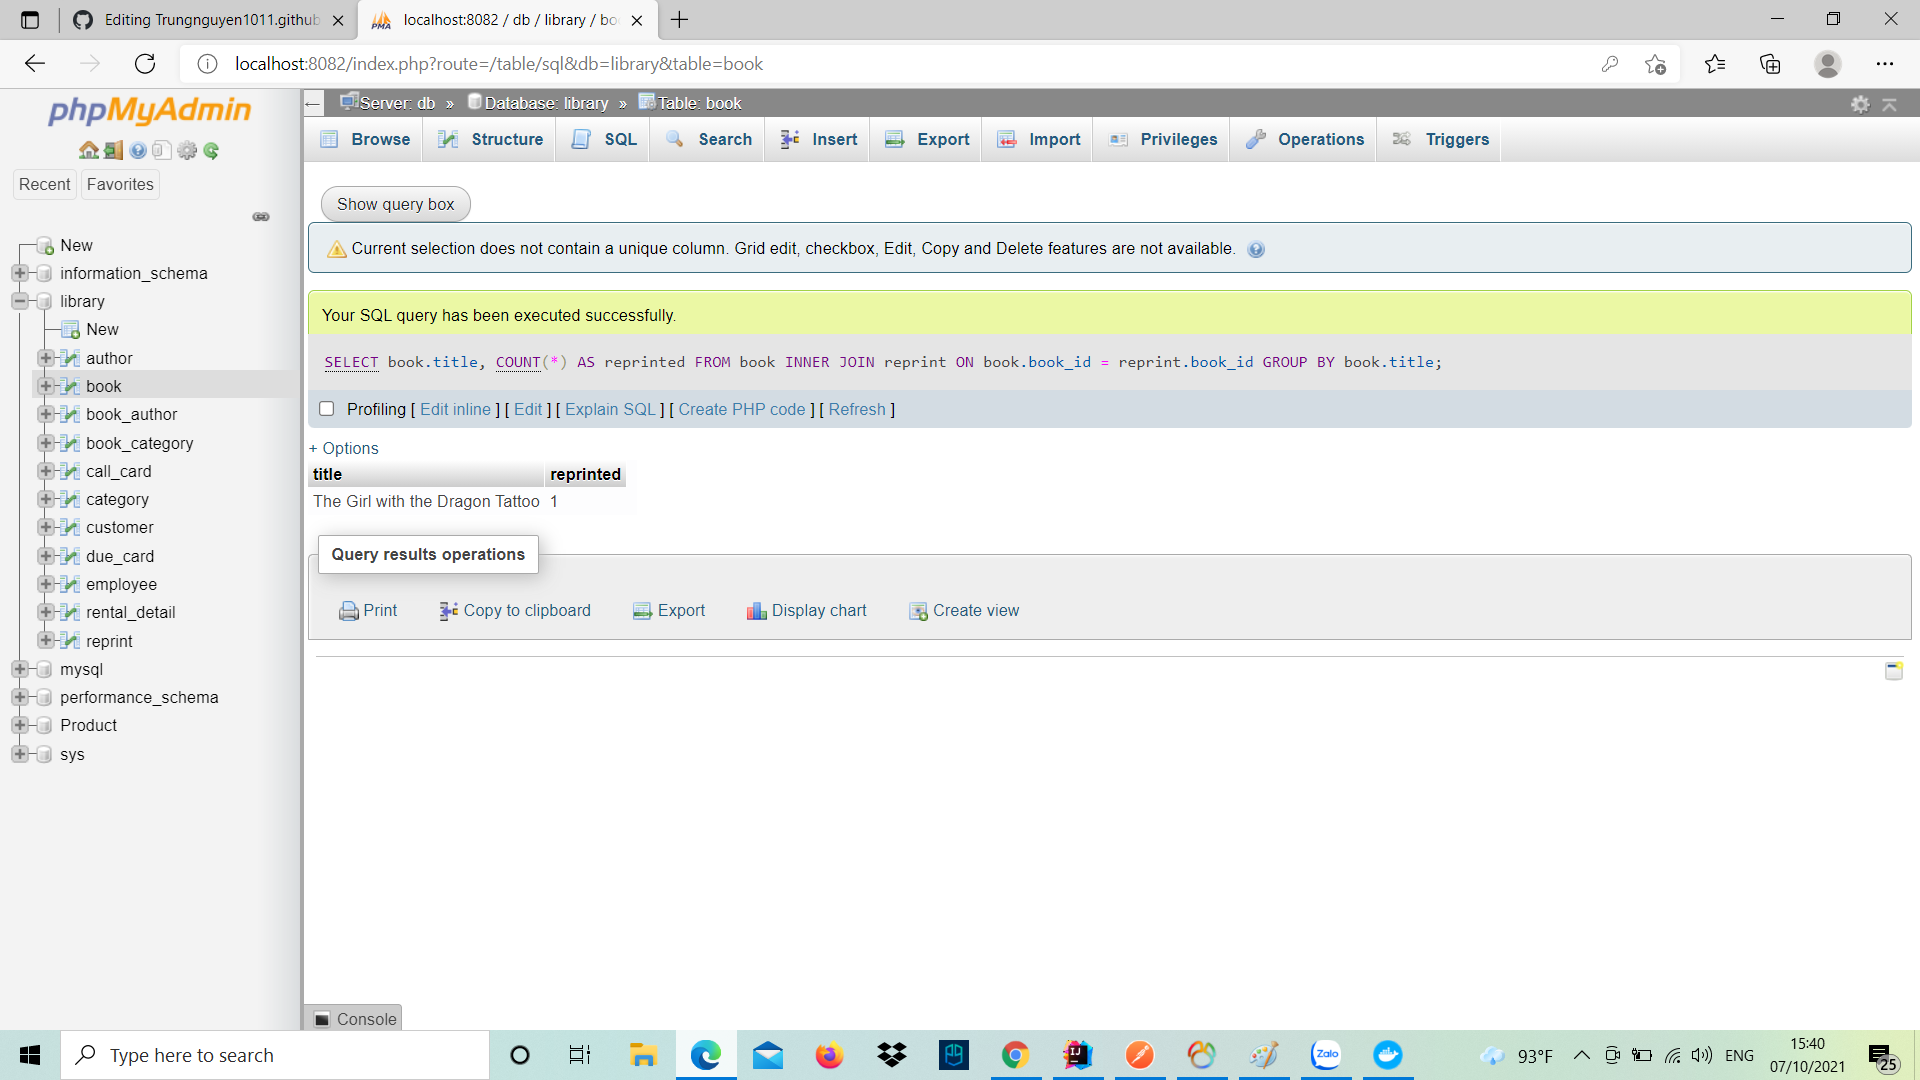 Editing Trungnguyen1011.github
localhost:8082 / db / library / bo
localhost:8082/index.php?route=/table/sql&db=library&table=book
phpMyAdmin
Recent
Favorites
New
information_schema
library
New
author
book
book_author
book_category
call_card
category
customer
due_card
employee
rental_detail
reprint
mysql
performance_schema
Product
sys
Server: db » Database: library » Table: book
Browse Structure SQL Search Insert Export Import Privileges Operations Triggers
Show query box
Current selection does not contain a unique column. Grid edit, checkbox, Edit, Copy and Delete features are not available.
Your SQL query has been executed successfully.
SELECT book.title, COUNT(*) AS reprinted FROM book INNER JOIN reprint ON book.book_id = reprint.book_id GROUP BY book.title;
Profiling [ Edit inline ] [ Edit ] [ Explain SQL ] [ Create PHP code ] [ Refresh ]
+ Options
title reprinted
The Girl with the Dragon Tattoo 1
Query results operations
Print Copy to clipboard Export Display chart Create view
Console
Type here to search
Zalo
93°F
ENG
15:40
07/10/2021
25